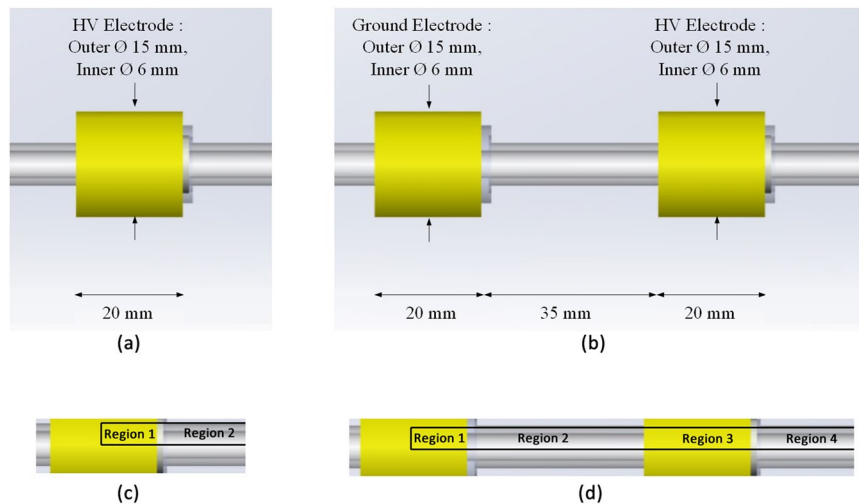 HV Electrode :
Outer Ø 15 mm,
Inner Ø 6 mm
20 mm
(a)
Ground Electrode :
Outer Ø 15 mm,
Inner Ø 6 mm
HV Electrode :
Outer Ø 15 mm,
Inner Ø 6 mm
20 mm
35 mm
20 mm
(b)
Region 1
Region 2
(c)
Region 1
Region 2
Region 3
Region 4
(d)